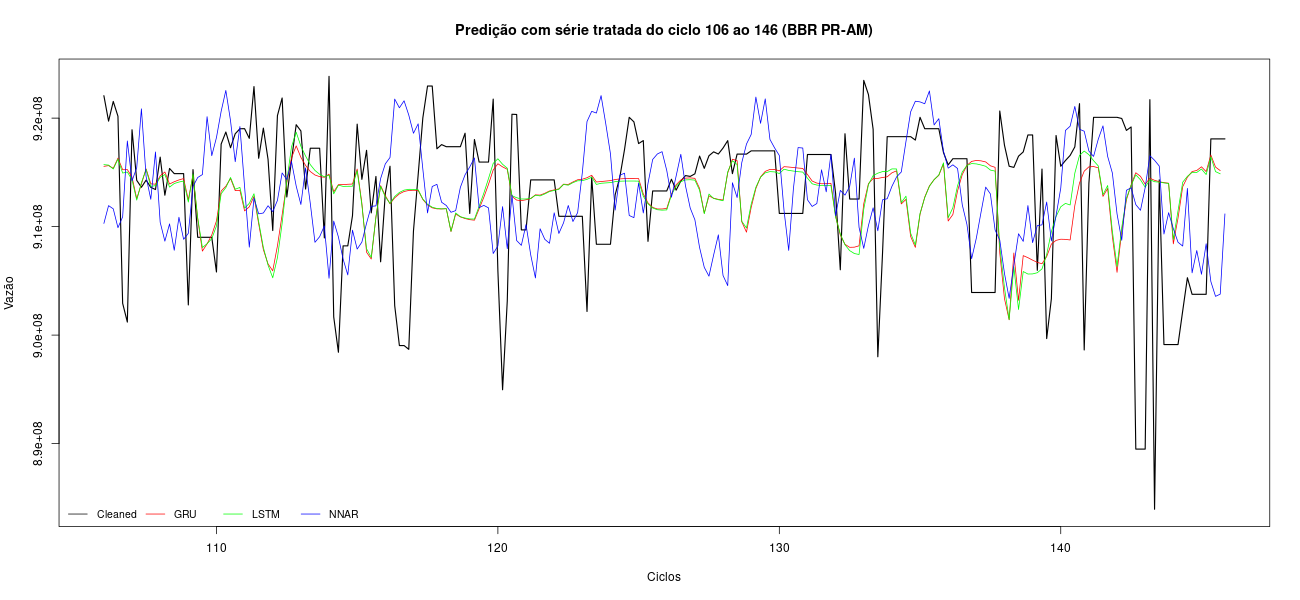 Predição com série tratada do ciclo 106 ao 146 (BBR PR-AM)
Vazão
9.2e+08
9.1e+08
9.0e+08
8.9e+08
Cleaned GRU LSTM NNAR
110 120 130 140
Ciclos